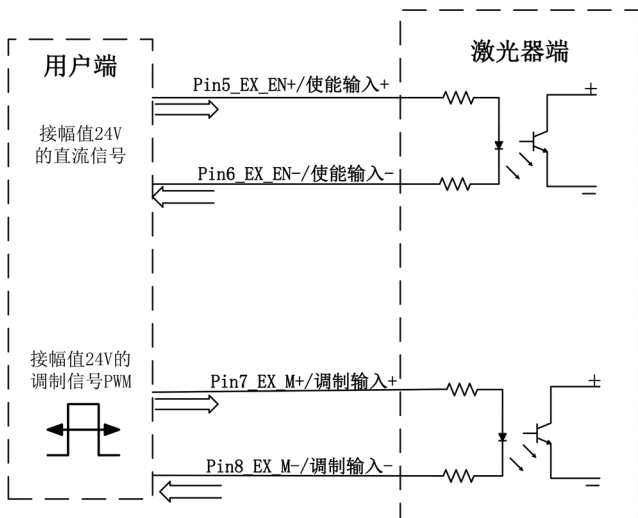 用户端
激光器端
Pin5_EX_EN+/使能输入+
接幅值24V
的直流信号
Pin6_EX_EN-/使能输入-
接幅值24V的
调制信号PWM
Pin7_EX_M+/调制输入+
Pin8_EX_M-/调制输入-